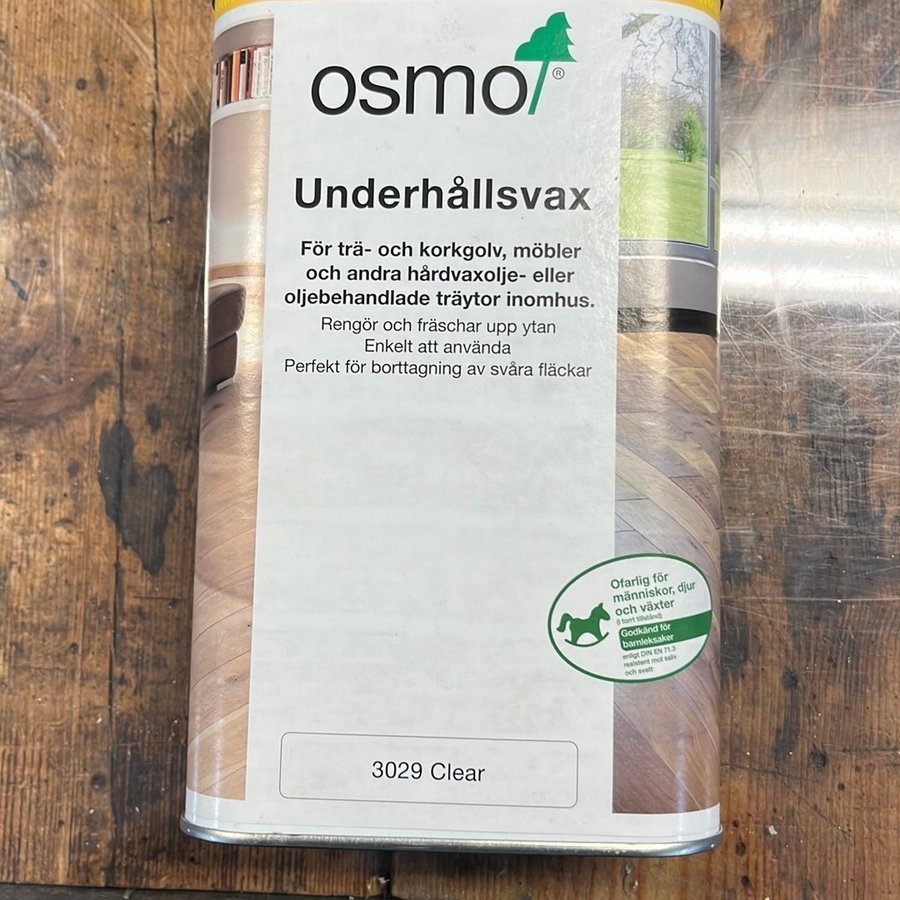 osmo®
Underhållsvax
För trä- och korkgolv, möbler
och andra hårdvaxolje- eller
oljebehandlade träytor inomhus.
Rengör och fräschar upp ytan
Enkelt att använda
Perfekt för borttagning av svåra fläckar
Ofarlig för
människor, djur
och växter
(i torrt tillstånd)
Godkänd för
barnleksaker
enligt DIN EN 71.3
resistent mot saliv
och svett
3029 Clear